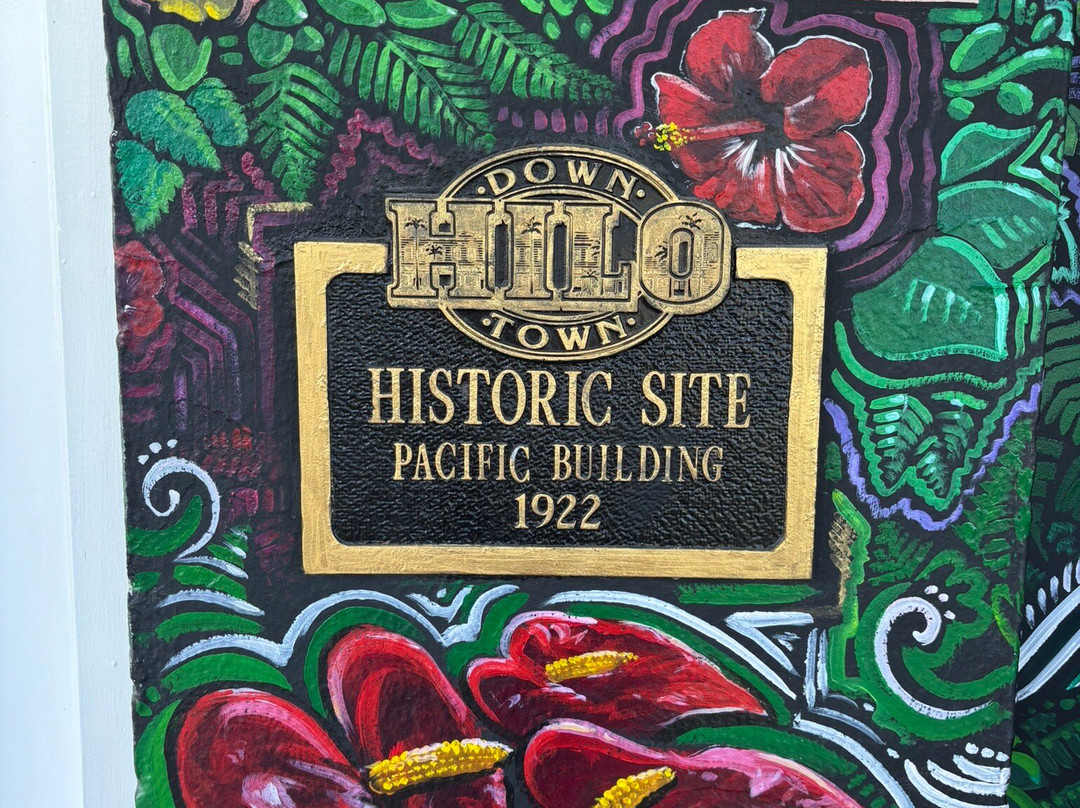 ·DOWN·
HILO
·TOWN·
HISTORIC SITE
PACIFIC BUILDING
1922